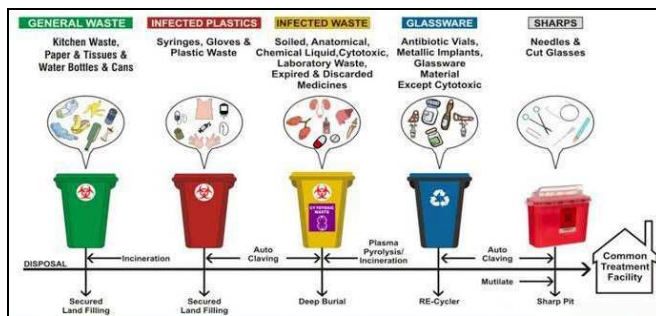 GENERAL WASTE
Kitchen Waste,
Paper & Tissues &
Water Bottles & Cans
INFECTED PLASTICS
Syringes, Gloves &
Plastic Waste
INFECTED WASTE
Soiled, Anatomical,
Chemical Liquid,Cytotoxic,
Laboratory Waste,
Expired & Discarded
Medicines
GLASSWARE
Antibiotic Vials,
Metallic Implants,
Glassware
Material
Except Cytotoxic
SHARPS
Needles &
Cut Glasses
CYTOTOXIC
WASTE
DISPOSAL
Incineration
Auto
Claving
Plasma
Pyrolysis/
Incineration
Auto
Claving
Mutilate
Common
Treatment
Facility
Secured
Land Filling
Secured
Land Filling
Deep Burial
RE-Cycler
Sharp Pit